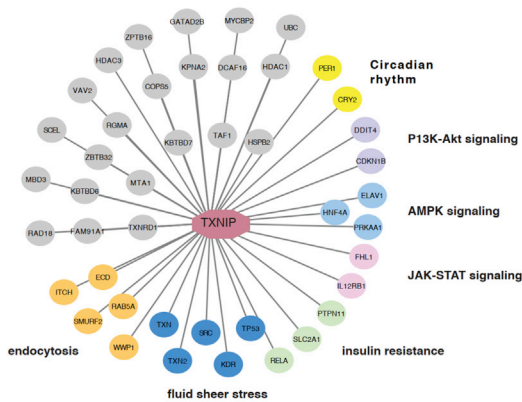 GATAD2B
MYCBP2
UBC
ZPTB16
HDAC3
KPNA2
DCAF16
HDAC1
PER1
Circadian
rhythm
VAV2
COPS5
CRY2
SCEL
RGMA
KBTBD7
TAF1
HSPB2
DDIT4
P13K-Akt signaling
ZBTB32
CDKN1B
MBD3
KBTBD6
MTA1
ELAV1
AMPK signaling
HNF4A
PRKAA1
RAD18
FAM91A1
TXNRD1
TXNIP
FHL1
JAK-STAT signaling
ITCH
ECD
IL12RB1
SMURF2
RAB5A
PTPN11
TXN
SRC
TP53
SLC2A1
insulin resistance
endocytosis
WWP1
TXN2
KDR
RELA
fluid sheer stress